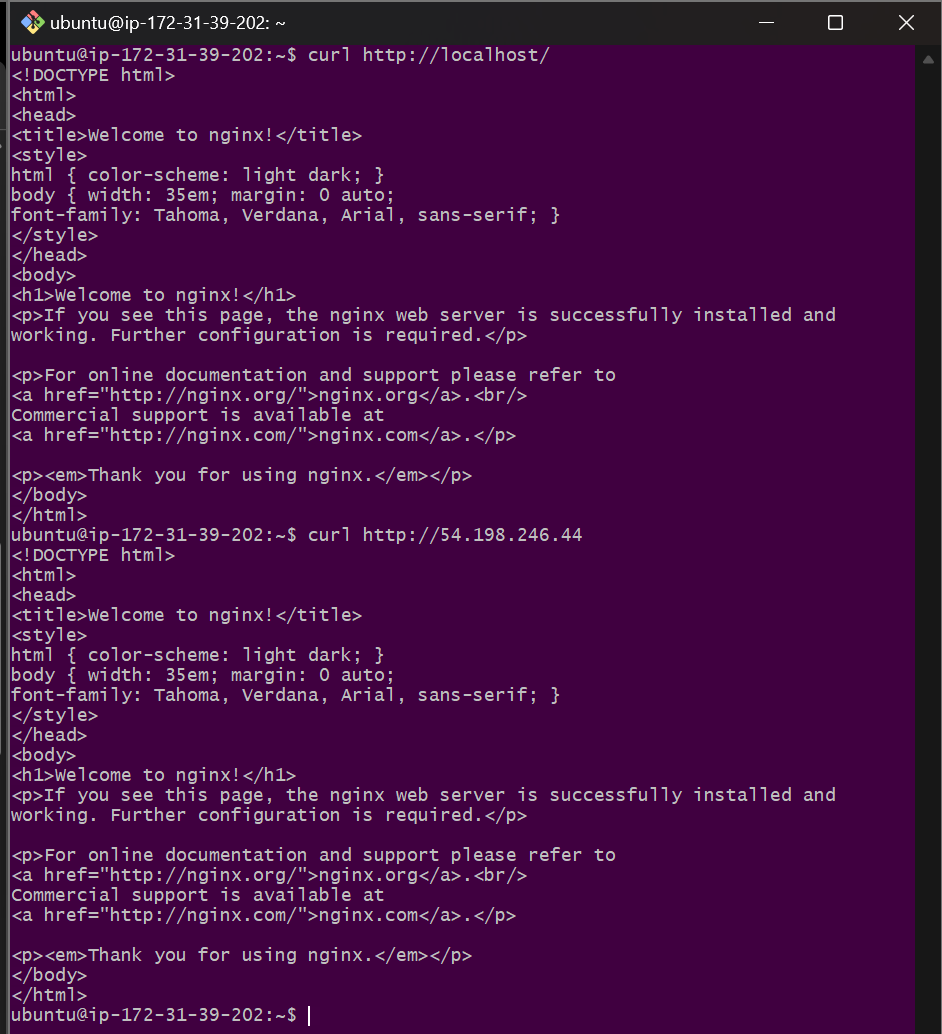 ubuntu@ip-172-31-39-202: ~
ubuntu@ip-172-31-39-202:~$ curl http://localhost/
<!DOCTYPE html>
<html>
<head>
<title>Welcome to nginx!</title>
<style>
html { color-scheme: light dark; }
body { width: 35em; margin: 0 auto;
font-family: Tahoma, Verdana, Arial, sans-serif; }
</style>
</head>
<body>
<h1>Welcome to nginx!</h1>
<p>If you see this page, the nginx web server is successfully installed and
working. Further configuration is required.</p>

<p>For online documentation and support please refer to
<a href="http://nginx.org/">nginx.org</a>.<br/>
Commercial support is available at
<a href="http://nginx.com/">nginx.com</a>.</p>

<p><em>Thank you for using nginx.</em></p>
</body>
</html>
ubuntu@ip-172-31-39-202:~$ curl http://54.198.246.44
<!DOCTYPE html>
<html>
<head>
<title>Welcome to nginx!</title>
<style>
html { color-scheme: light dark; }
body { width: 35em; margin: 0 auto;
font-family: Tahoma, Verdana, Arial, sans-serif; }
</style>
</head>
<body>
<h1>Welcome to nginx!</h1>
<p>If you see this page, the nginx web server is successfully installed and
working. Further configuration is required.</p>

<p>For online documentation and support please refer to
<a href="http://nginx.org/">nginx.org</a>.<br/>
Commercial support is available at
<a href="http://nginx.com/">nginx.com</a>.</p>

<p><em>Thank you for using nginx.</em></p>
</body>
</html>
ubuntu@ip-172-31-39-202:~$